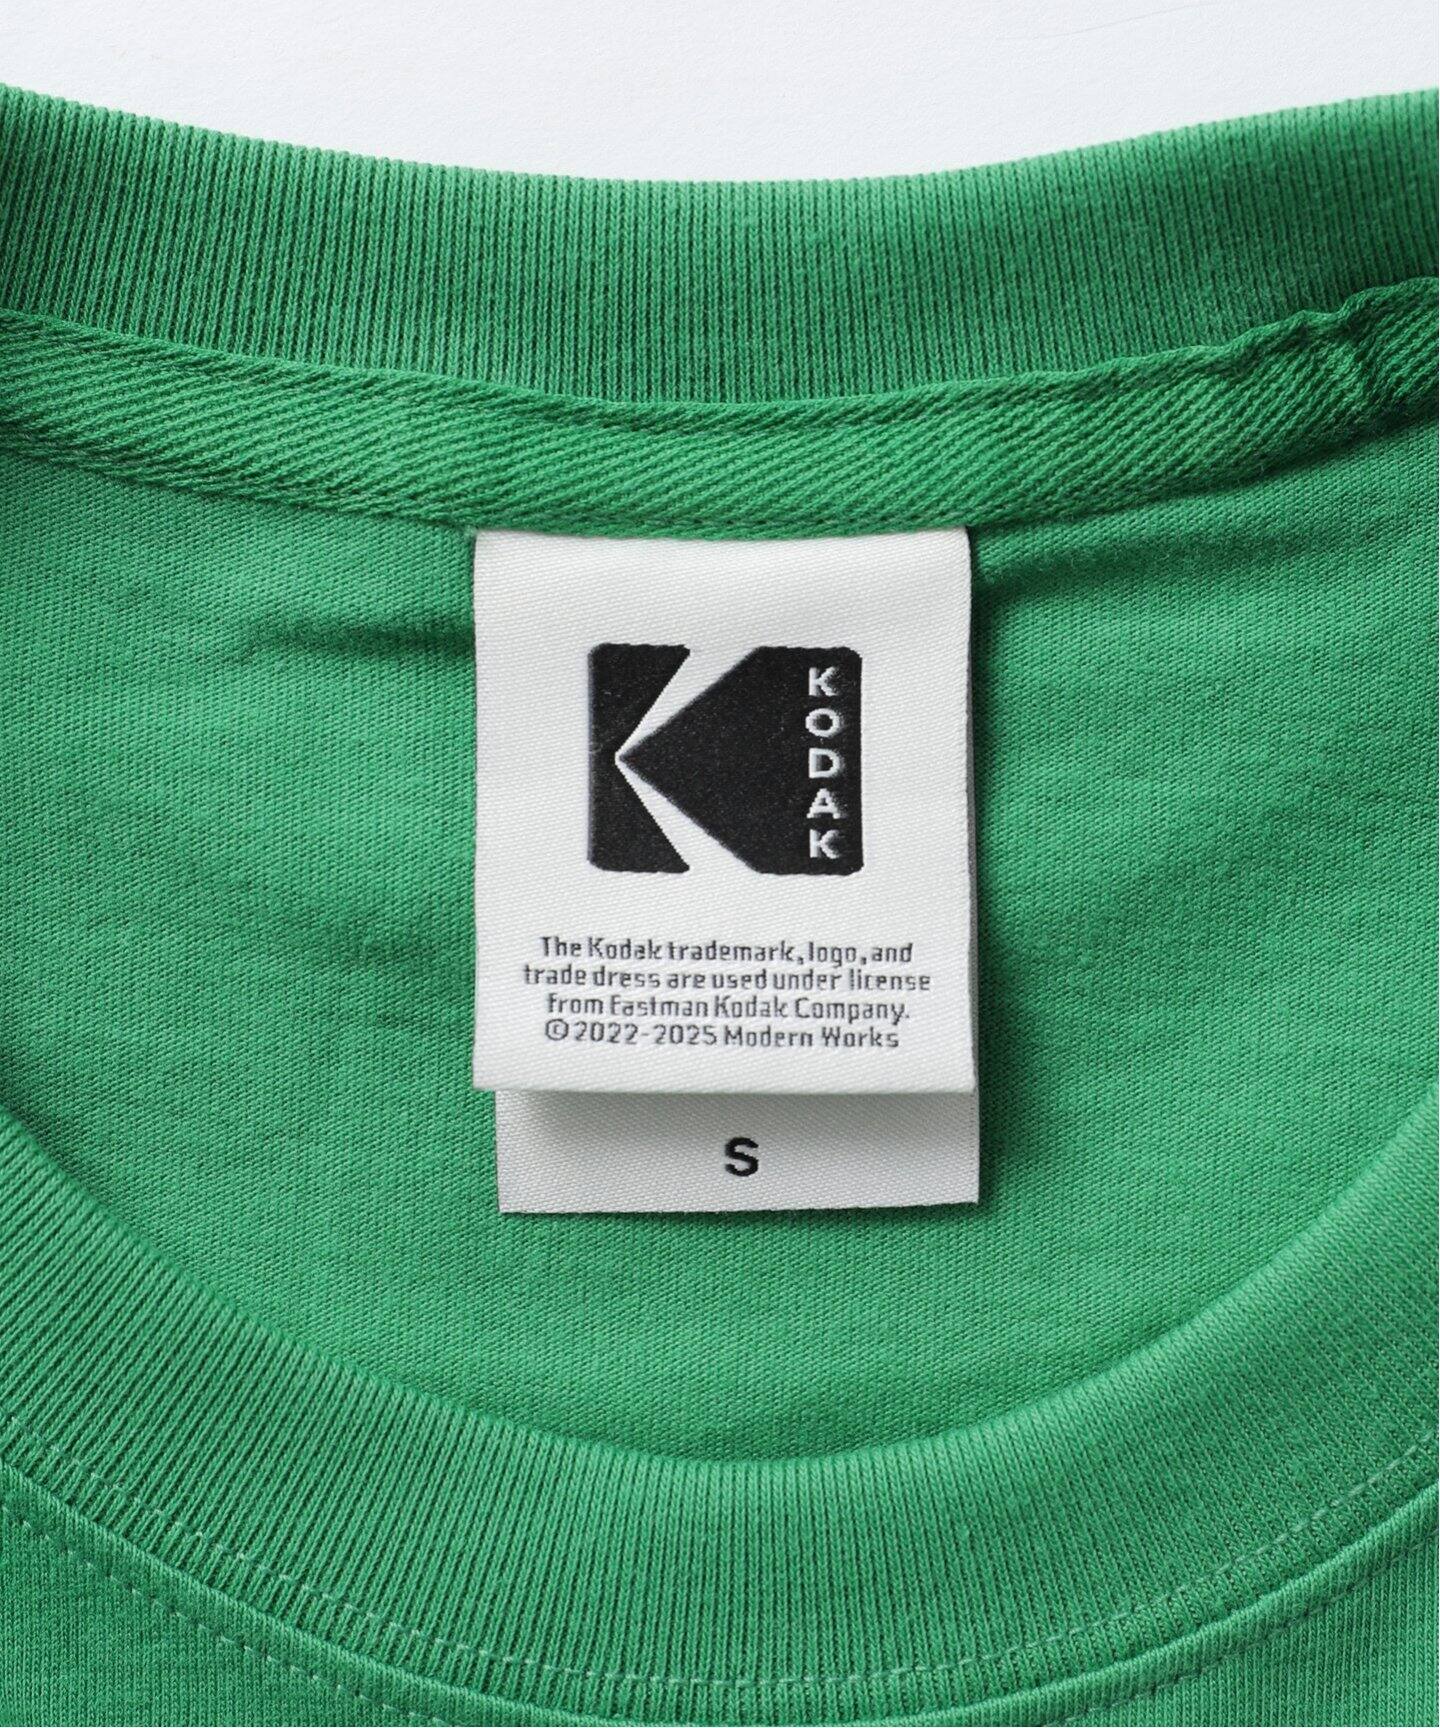 KODAK
The Kodak trademark, logo, and
trade dress are used under license
from Eastman Kodak Company.
©2022-2025 Modern Works
S